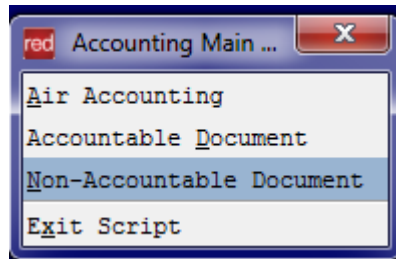 red Accounting Main ...
Air Accounting
Accountable Document
Non-Accountable Document
Exit Script